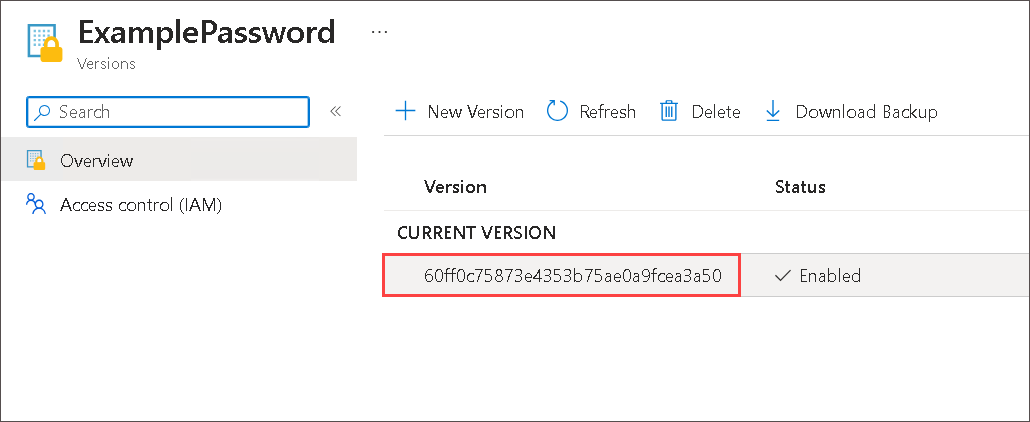 ExamplePassword ...
Versions
Search «
+ New Version Refresh Delete Download Backup
Overview
Access control (IAM)
Version Status
CURRENT VERSION
60ff0c75873e4353b75ae0a9fcea3a50 Enabled